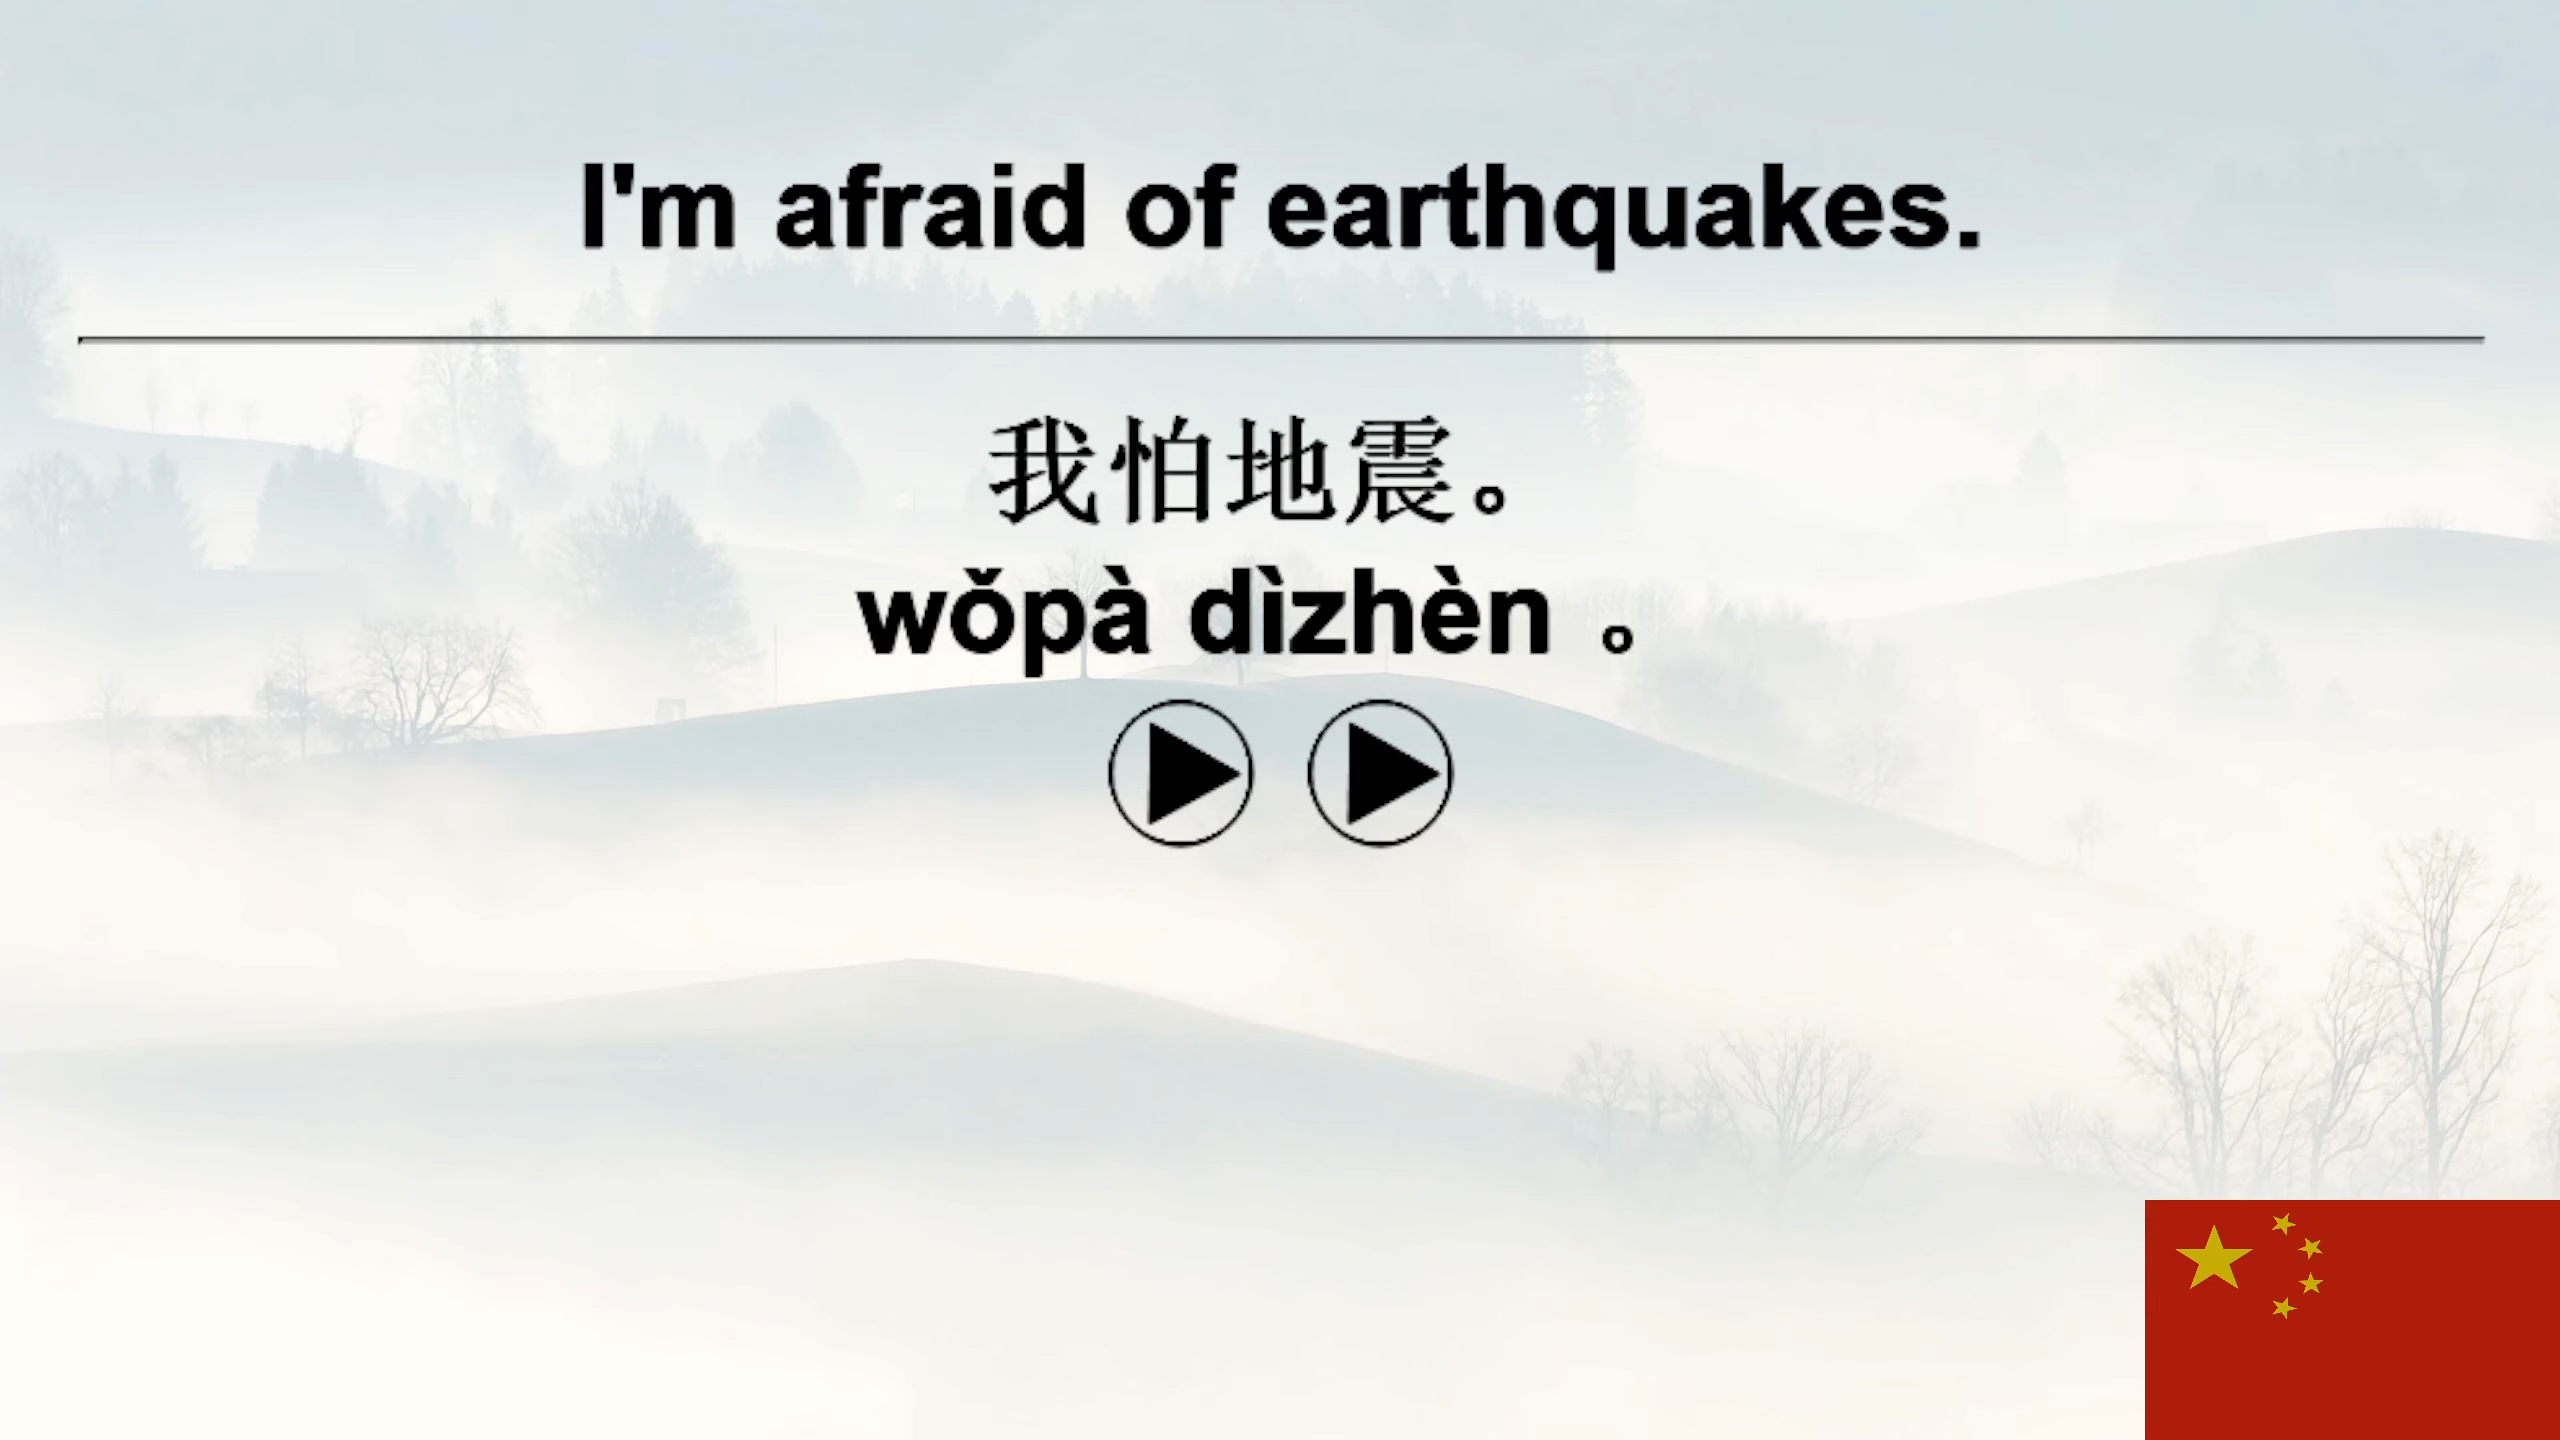 I'm afraid of earthquakes.
我怕地震。
wǒpà dìzhèn 。